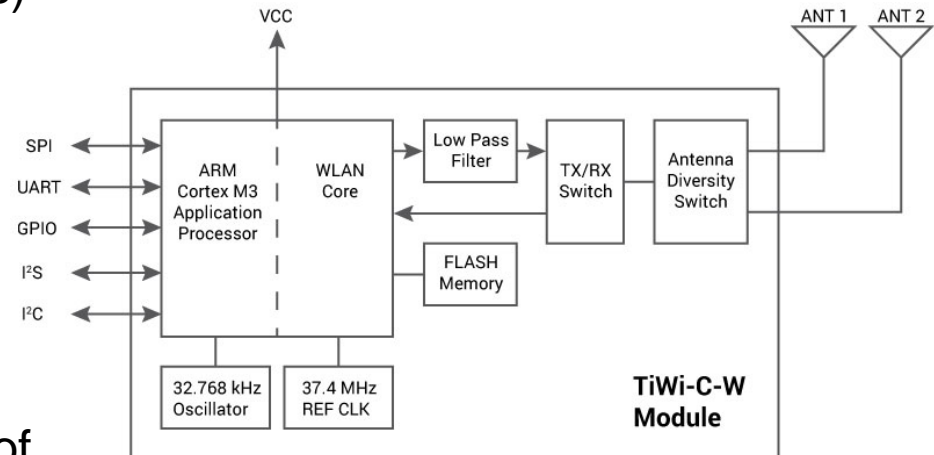 s)
VCC
ANT 1
ANT 2
SPI
UART
GPIO
I²S
I²C
ARM
Cortex M3
Application
Processor
WLAN
Core
Low Pass
Filter
TX/RX
Switch
Antenna
Diversity
Switch
FLASH
Memory
32.768 kHz
Oscillator
37.4 MHz
REF CLK
TiWi-C-W
Module
of